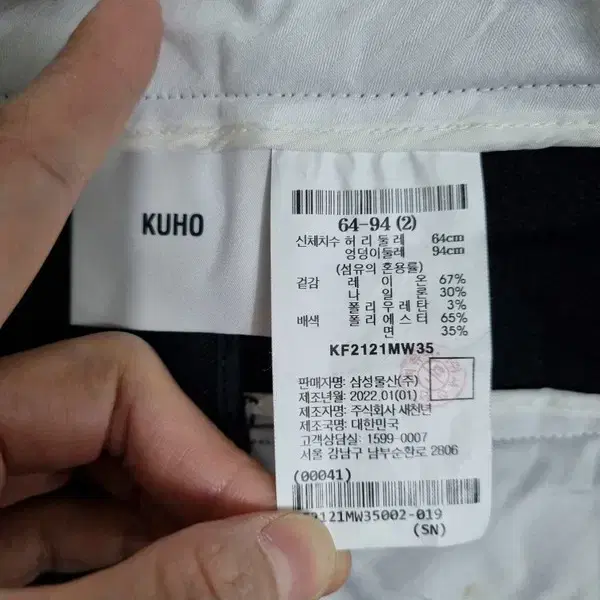 KUHO
64-94 (2)
신체치수 허 리 둘 레 64cm
엉덩이둘레 94cm
(섬유의 혼용률)
겉감 레 이 온 67%
나 일 론 30%
폴 리 우 레 탄 3%
배색 폴 리 에 스 터 65%
면 35%
KF2121MW35
판매자명: 삼성물산(주)
제조년월: 2022.01(01)
제조자명: 주식회사 새천년
제조국명: 대한민국
고객상담실: 1599-0007
서울 강남구 남부순환로 2806
(00041)
2121MW35002-019
(SN)